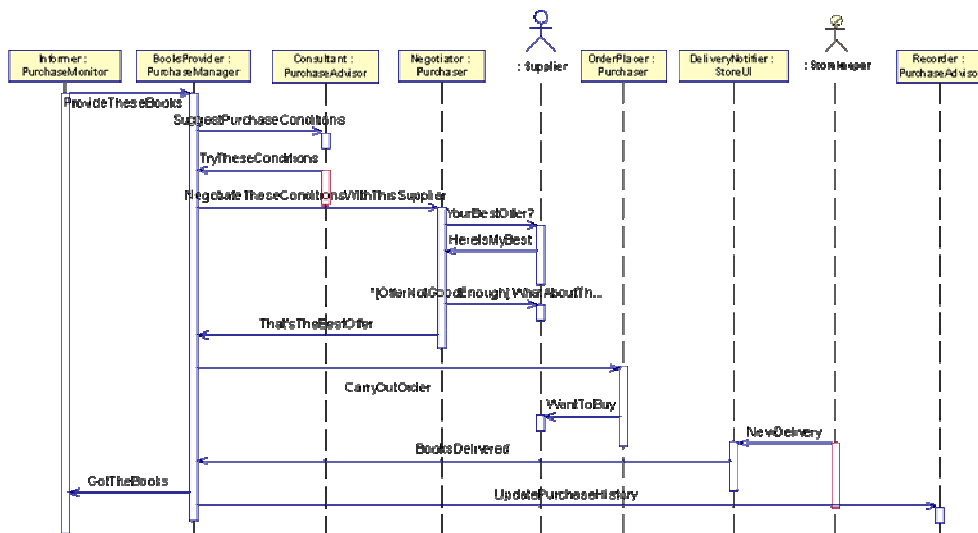 Informer :
PurchaseMonitor
BooksProvider :
PurchaseManager
Consultant :
PurchaseAdvisor
Negotiator :
Purchaser
: Supplier
OrderPlacer :
Purchaser
DeliveryNotifier :
StoreUI
: StoreKeeper
Recorder :
PurchaseAdvisor
ProvideTheseBooks
SuggestPurchaseConditions
TryTheseConditions
NegotiateTheseConditionsWithThisSupplier
YourBestOffer?
HereIsMyBest
*[OfferNotGoodEnough] WhatAboutTh...
That'sTheBestOffer
CarryOutOrder
WantToBuy
NewDelivery
BooksDelivered
GotTheBooks
UpdatePurchaseHistory